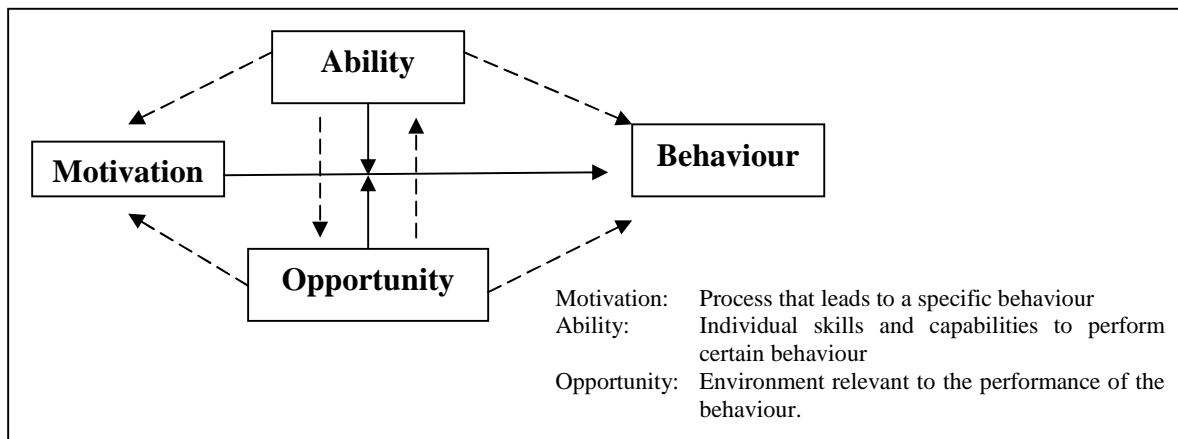 Ability
Motivation
Behaviour
Opportunity
Motivation: Process that leads to a specific behaviour
Ability: Individual skills and capabilities to perform
certain behaviour
Opportunity: Environment relevant to the performance of the
behaviour.